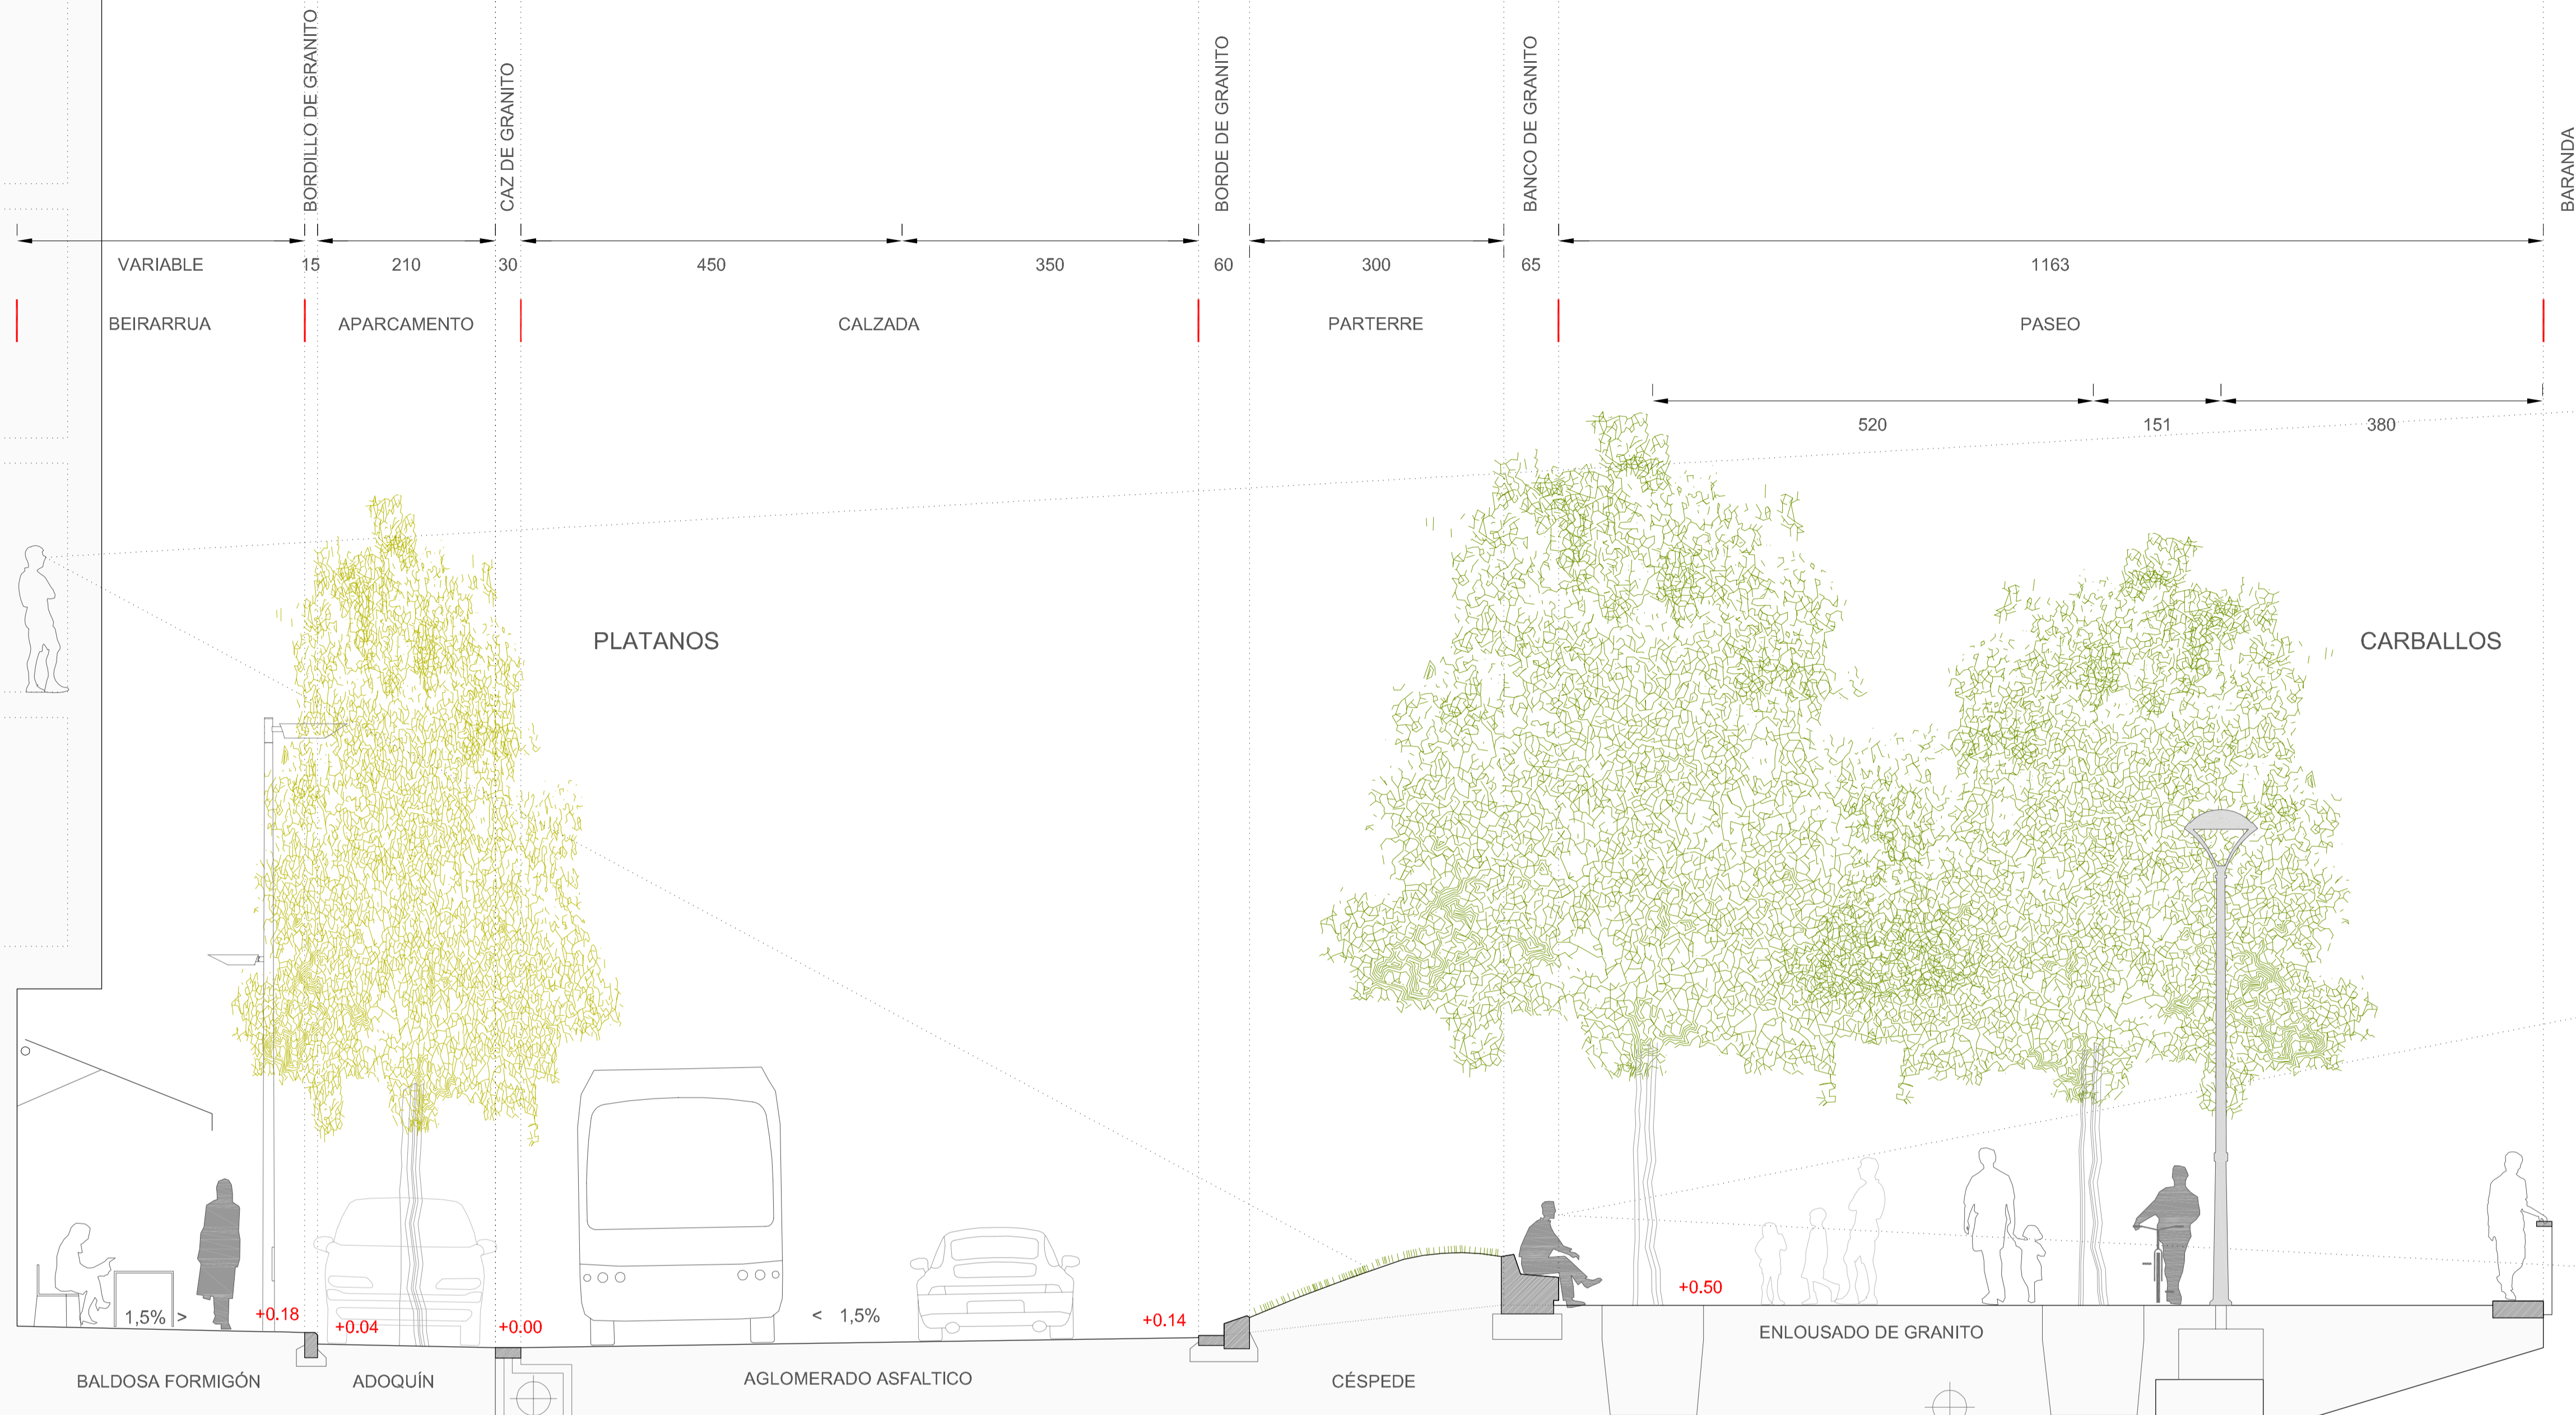 BORDILLO DE GRANITO
CAZ DE GRANITO
BORDE DE GRANITO
BANCO DE GRANITO
BARANDA
VARIABLE 15 210 30 450 350 60 300 65 1163
BEIRARRUA APARCAMENTO CALZADA PARTERRE PASEO
520 151 380
PLATANOS CARBALLOS
+0.50
1,5% > +0.18 +0.04 +0.00 < 1,5% +0.14
ENLOUSADO DE GRANITO
BALDOSA FORMIGÓN ADOQUÍN AGLOMERADO ASFALTICO CÉSPEDE